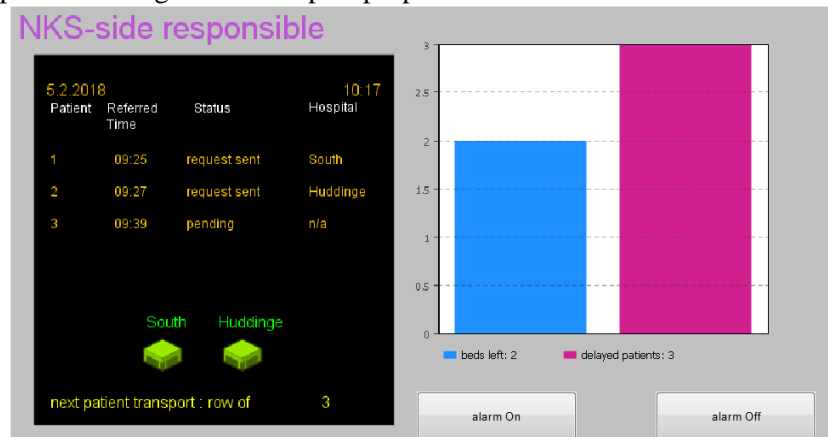 NKS-side responsible
5.2.2018 10:17
Patient Referred Time Status Hospital
1 09:25 request sent South
2 09:27 request sent Huddinge
3 09:39 pending n/a
South Huddinge
next patient transport : row of 3
3
2.5
2
1.5
1
0.5
0
beds left: 2 delayed patients: 3
alarm On alarm Off